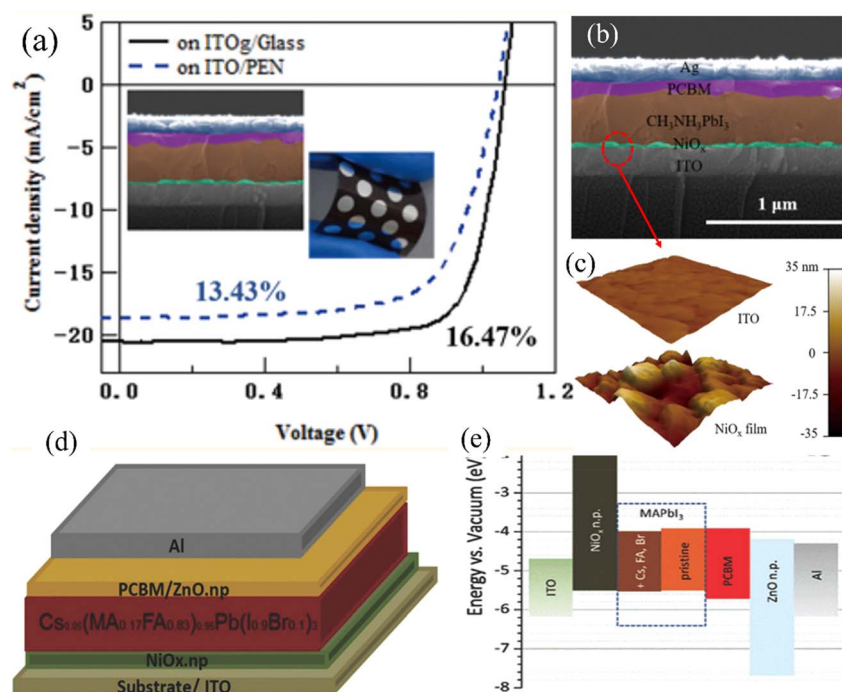 (a)
on ITOg/Glass
on ITO/PEN
5
0
-5
-10
-15
-20
Current density (mA/cm²)
13.43%
16.47%
-0.0
0.4
0.8
1.2
Voltage (V)
(b)
Ag
PCBM
CH₃NH₃PbI₃
NiOₓ
ITO
1 µm
(c)
35 nm
17.5
0
-17.5
-35
ITO
NiOₓ film
(d)
Al
PCBM/ZnO.np
Cs₀.₀₅(MA₀.₁₇FA₀.₈₃)₀.₉₅Pb(I₀.₉Br₀.₁)₃
NiOx.np
Substrate/ ITO
(e)
Energy vs. Vacuum (eV)
-3
-4
-5
-6
-7
-8
ITO
NiOₓ n.p.
MAPbI₃
+ Cs, FA, Br
pristine
PCBM
ZnO n.p.
Al